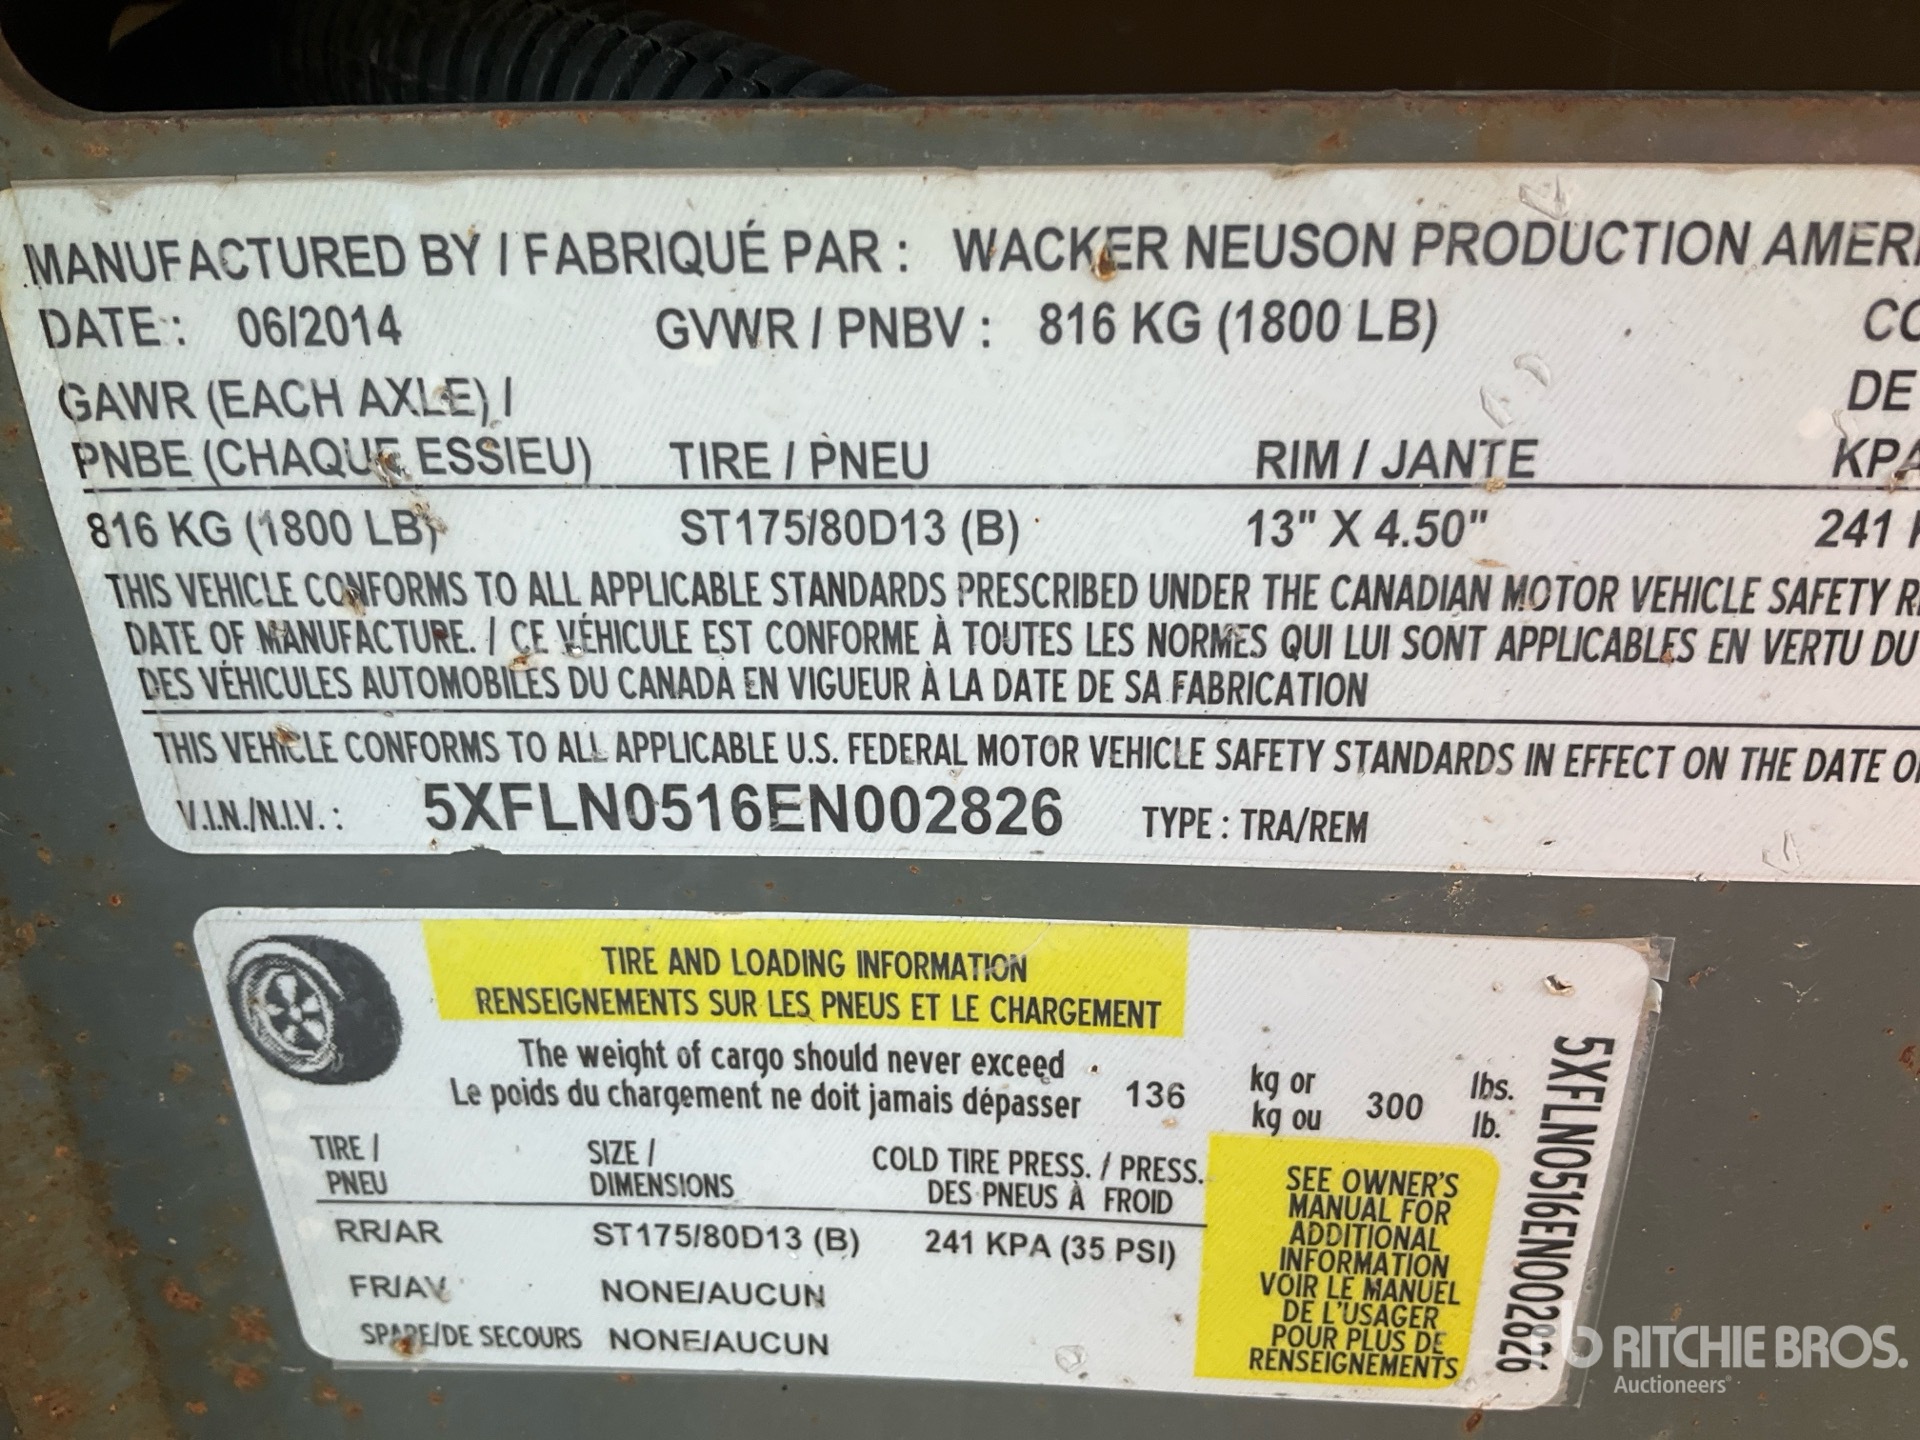 MANUFACTURED BY / FABRIQUÉ PAR : WACKER NEUSON PRODUCTION AMERI
DATE : 06/2014 GVWR / PNBV : 816 KG (1800 LB) CO
GAWR (EACH AXLE) / DE
PNBE (CHAQUE ESSIEU) TIRE / PNEU RIM / JANTE KPA
816 KG (1800 LB) ST175/80D13 (B) 13" X 4.50" 241 K
THIS VEHICLE CONFORMS TO ALL APPLICABLE STANDARDS PRESCRIBED UNDER THE CANADIAN MOTOR VEHICLE SAFETY R
DATE OF MANUFACTURE. / CE VÉHICULE EST CONFORME À TOUTES LES NORMES QUI LUI SONT APPLICABLES EN VERTU DU
DES VÉHICULES AUTOMOBILES DU CANADA EN VIGUEUR À LA DATE DE SA FABRICATION
THIS VEHICLE CONFORMS TO ALL APPLICABLE U.S. FEDERAL MOTOR VEHICLE SAFETY STANDARDS IN EFFECT ON THE DATE O
V.I.N./N.I.V. : 5XFLN0516EN002826 TYPE : TRA/REM
TIRE AND LOADING INFORMATION
RENSEIGNEMENTS SUR LES PNEUS ET LE CHARGEMENT
The weight of cargo should never exceed
Le poids du chargement ne doit jamais dépasser
136 kg or
kg ou 300 lbs.
lb.
TIRE /
PNEU
SIZE /
DIMENSIONS
COLD TIRE PRESS. / PRESS.
DES PNEUS À FROID
RR/AR ST175/80D13 (B) 241 KPA (35 PSI)
FR/AV NONE/AUCUN
SPARE/DE SECOURS NONE/AUCUN
SEE OWNER'S
MANUAL FOR
ADDITIONAL
INFORMATION
VOIR LE MANUEL
DE L'USAGER
POUR PLUS DE
RENSEIGNEMENTS
5XFLN0516EN002826
rb RITCHIE BROS.
Auctioneers